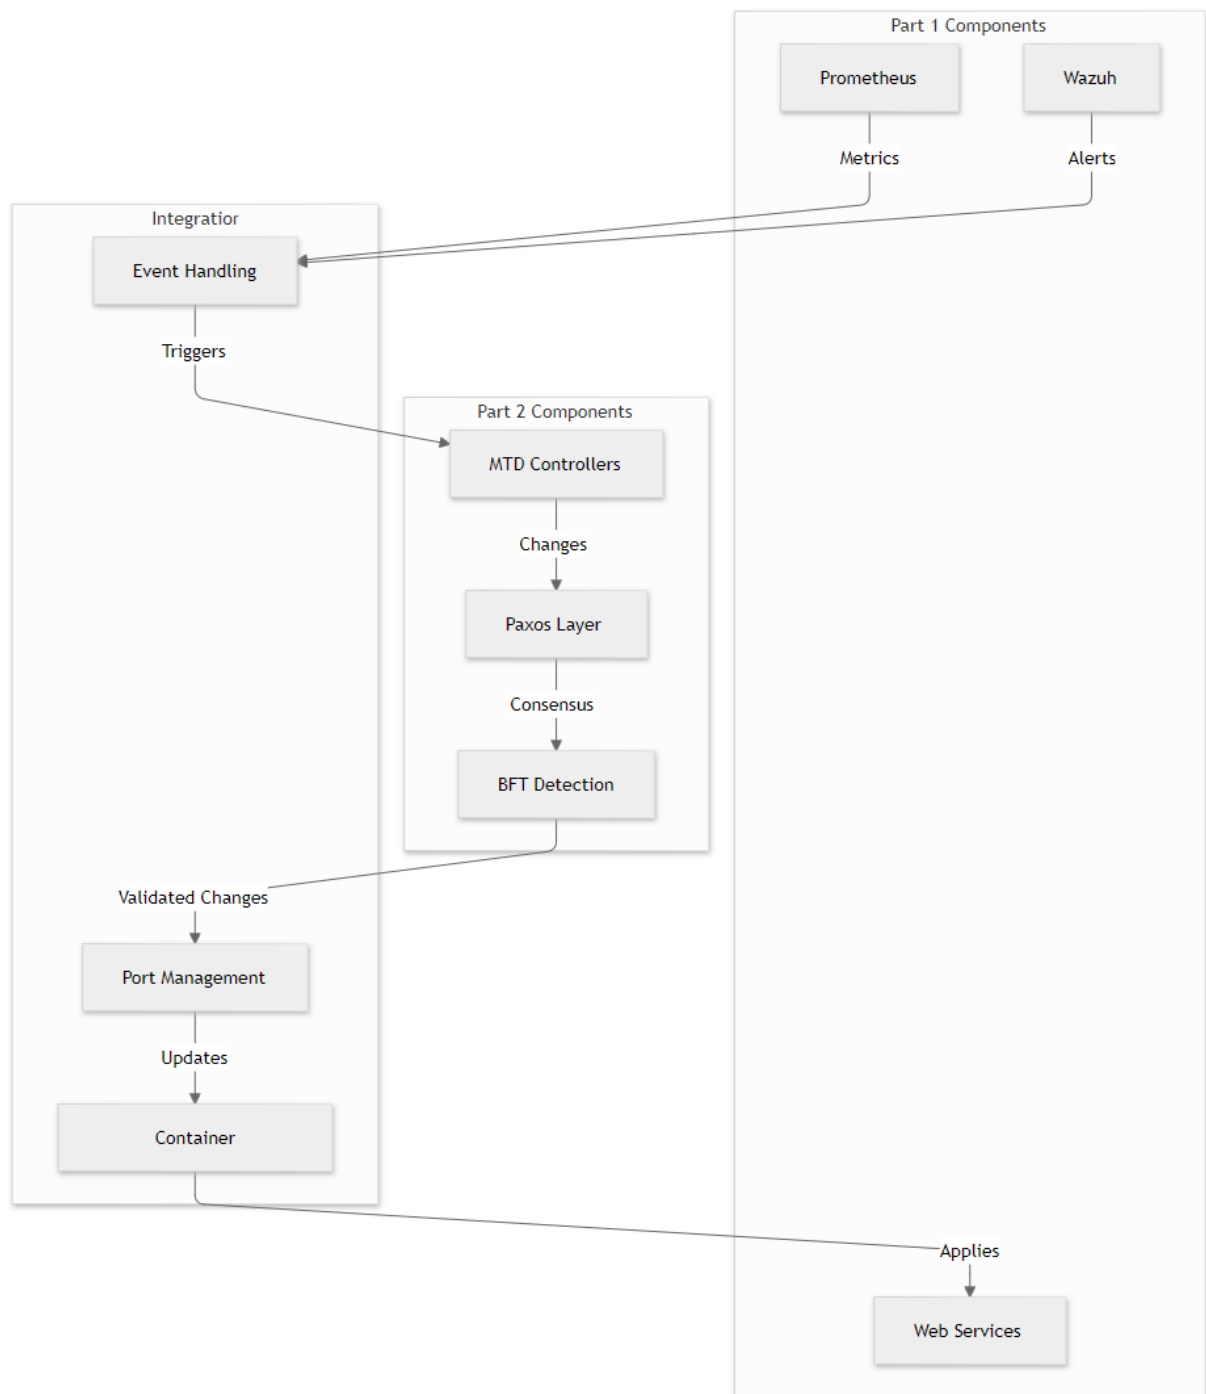 Part 1 Components
Prometheus
Wazuh
Metrics
Alerts
Integratior
Event Handling
Triggers
Part 2 Components
MTD Controllers
Changes
Paxos Layer
Consensus
BFT Detection
Validated Changes
Port Management
Updates
Container
Applies
Web Services